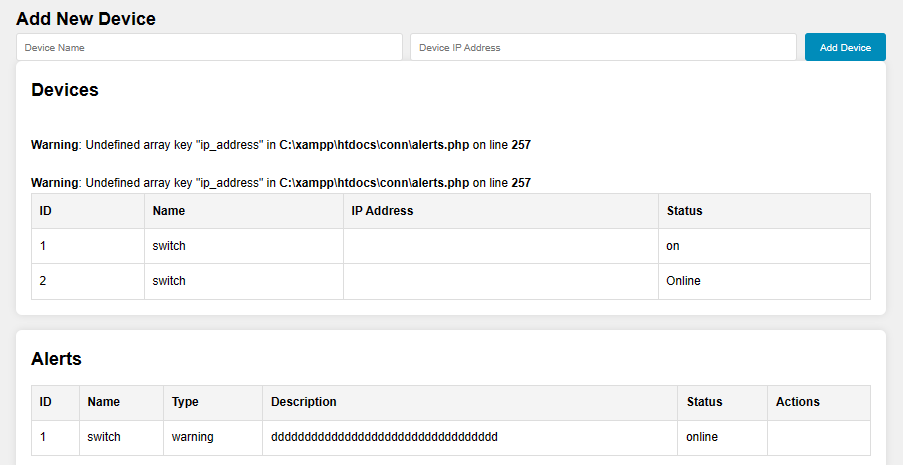 Add New Device
Device Name Device IP Address Add Device
Devices
Warning: Undefined array key "ip_address" in C:\xampp\htdocs\conn\alerts.php on line 257
Warning: Undefined array key "ip_address" in C:\xampp\htdocs\conn\alerts.php on line 257
ID Name IP Address Status
1 switch on
2 switch Online
Alerts
ID Name Type Description Status Actions
1 switch warning dddddddddddddddddddddddddddddddddd online